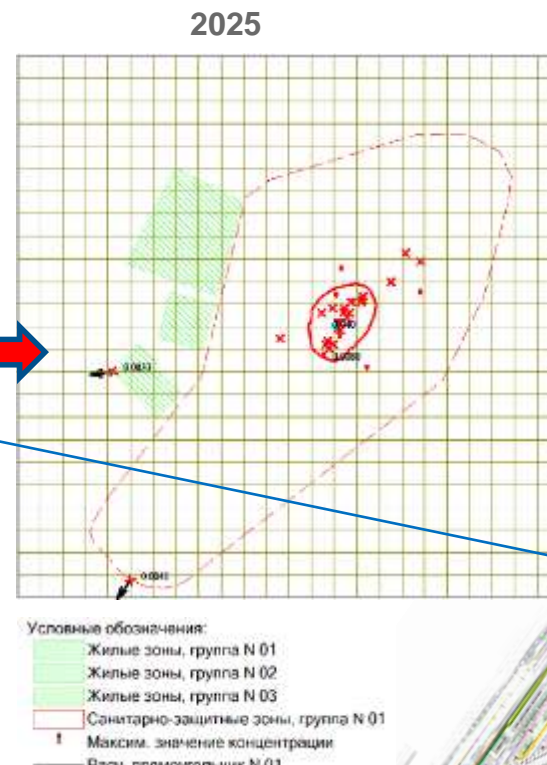 2025
Условные обозначения:
Жилые зоны, группа N 01
Жилые зоны, группа N 02
Жилые зоны, группа N 03
Санитарно-защитные зоны, группа N 01
Максим. значение концентрации